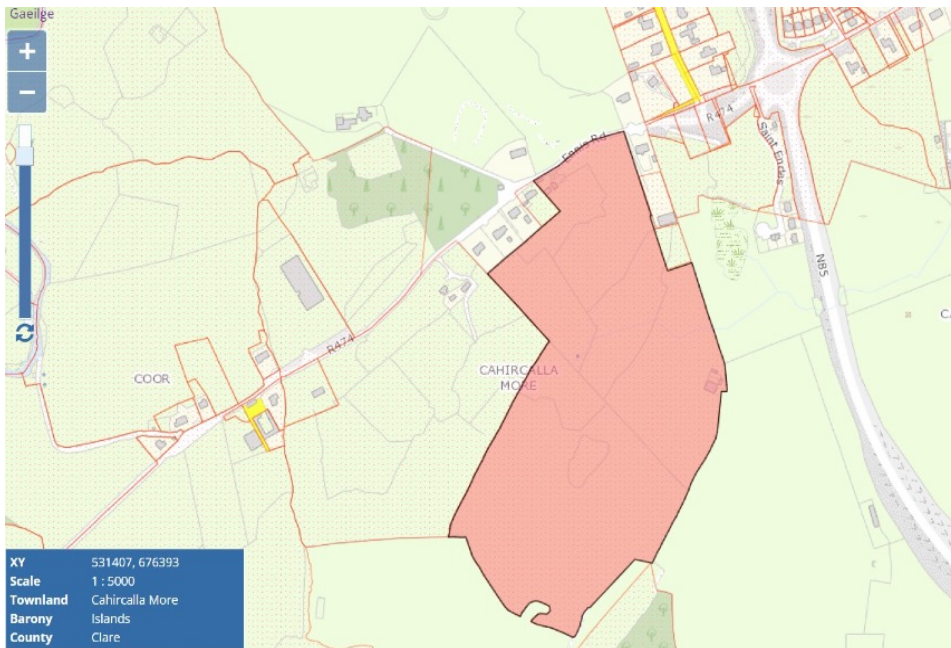 Gaeilge
+
−
R474
Ennis Rd
Saint Endas
N85
R474
COOR
CAHIRCALLA
MORE
XY 531407, 676393
Scale 1 : 5000
Townland Cahircalla More
Barony Islands
County Clare